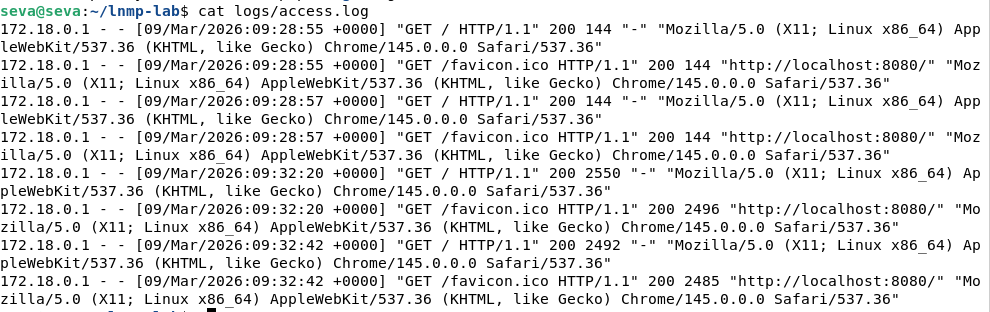 seva@seva:~/lnmp-lab$ cat logs/access.log
172.18.0.1 - - [09/Mar/2026:09:28:55 +0000] "GET / HTTP/1.1" 200 144 "-" "Mozilla/5.0 (X11; Linux x86_64) App
leWebKit/537.36 (KHTML, like Gecko) Chrome/145.0.0.0 Safari/537.36"
172.18.0.1 - - [09/Mar/2026:09:28:55 +0000] "GET /favicon.ico HTTP/1.1" 200 144 "http://localhost:8080/" "Moz
illa/5.0 (X11; Linux x86_64) AppleWebKit/537.36 (KHTML, like Gecko) Chrome/145.0.0.0 Safari/537.36"
172.18.0.1 - - [09/Mar/2026:09:28:57 +0000] "GET / HTTP/1.1" 200 144 "-" "Mozilla/5.0 (X11; Linux x86_64) App
leWebKit/537.36 (KHTML, like Gecko) Chrome/145.0.0.0 Safari/537.36"
172.18.0.1 - - [09/Mar/2026:09:28:57 +0000] "GET /favicon.ico HTTP/1.1" 200 144 "http://localhost:8080/" "Moz
illa/5.0 (X11; Linux x86_64) AppleWebKit/537.36 (KHTML, like Gecko) Chrome/145.0.0.0 Safari/537.36"
172.18.0.1 - - [09/Mar/2026:09:32:20 +0000] "GET / HTTP/1.1" 200 2550 "-" "Mozilla/5.0 (X11; Linux x86_64) Ap
pleWebKit/537.36 (KHTML, like Gecko) Chrome/145.0.0.0 Safari/537.36"
172.18.0.1 - - [09/Mar/2026:09:32:20 +0000] "GET /favicon.ico HTTP/1.1" 200 2496 "http://localhost:8080/" "Mo
zilla/5.0 (X11; Linux x86_64) AppleWebKit/537.36 (KHTML, like Gecko) Chrome/145.0.0.0 Safari/537.36"
172.18.0.1 - - [09/Mar/2026:09:32:42 +0000] "GET / HTTP/1.1" 200 2492 "-" "Mozilla/5.0 (X11; Linux x86_64) Ap
pleWebKit/537.36 (KHTML, like Gecko) Chrome/145.0.0.0 Safari/537.36"
172.18.0.1 - - [09/Mar/2026:09:32:42 +0000] "GET /favicon.ico HTTP/1.1" 200 2485 "http://localhost:8080/" "Mo
zilla/5.0 (X11; Linux x86_64) AppleWebKit/537.36 (KHTML, like Gecko) Chrome/145.0.0.0 Safari/537.36"